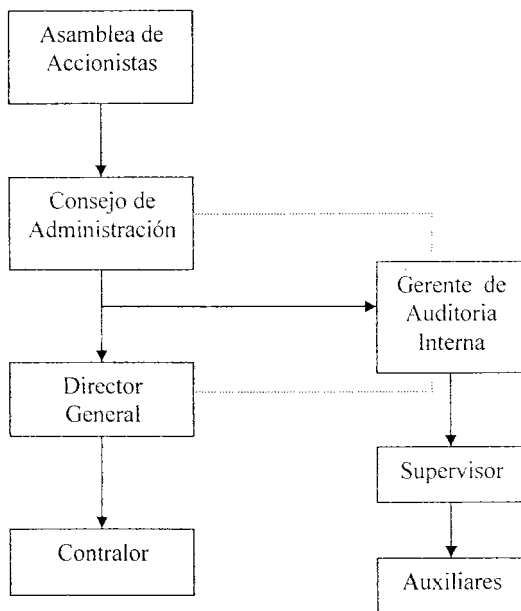 Asamblea de
Accionistas
Consejo de
Administración
Gerente de
Auditoria
Interna
Director
General
Supervisor
Contralor
Auxiliares